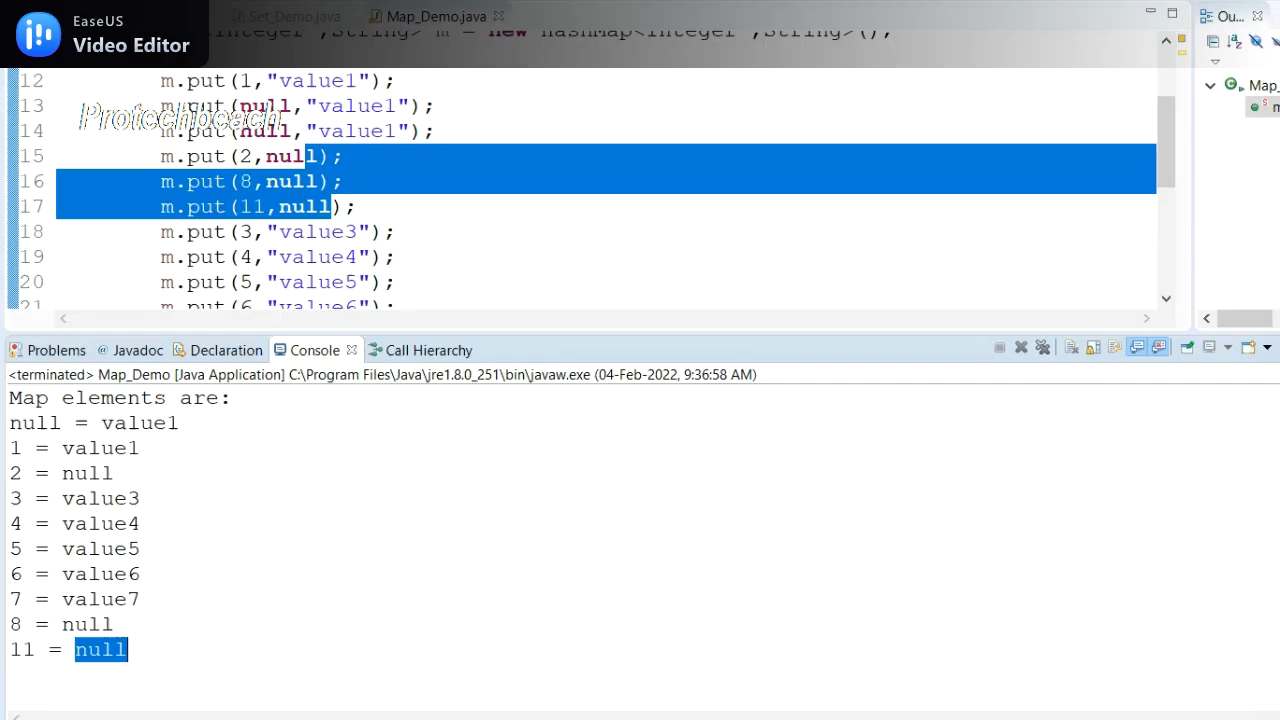 EaseUS
Video Editor
Set_Demo.java
Map_Demo.java
Ou...
<Integer ,String> m = new HashMap<Integer ,String>();
12 m.put(1,"value1");
13 m.put(null,"value1");
Protechbeach
14 m.put(null,"value1");
15 m.put(2,null);
16 m.put(8,null);
17 m.put(11,null);
18 m.put(3,"value3");
19 m.put(4,"value4");
20 m.put(5,"value5");
21 m.put(6,"value6");
Map_
m
Problems @ Javadoc Declaration Console Call Hierarchy
<terminated> Map_Demo [Java Application] C:\Program Files\Java\jre1.8.0_251\bin\javaw.exe (04-Feb-2022, 9:36:58 AM)
Map elements are:
null = value1
1 = value1
2 = null
3 = value3
4 = value4
5 = value5
6 = value6
7 = value7
8 = null
11 = null